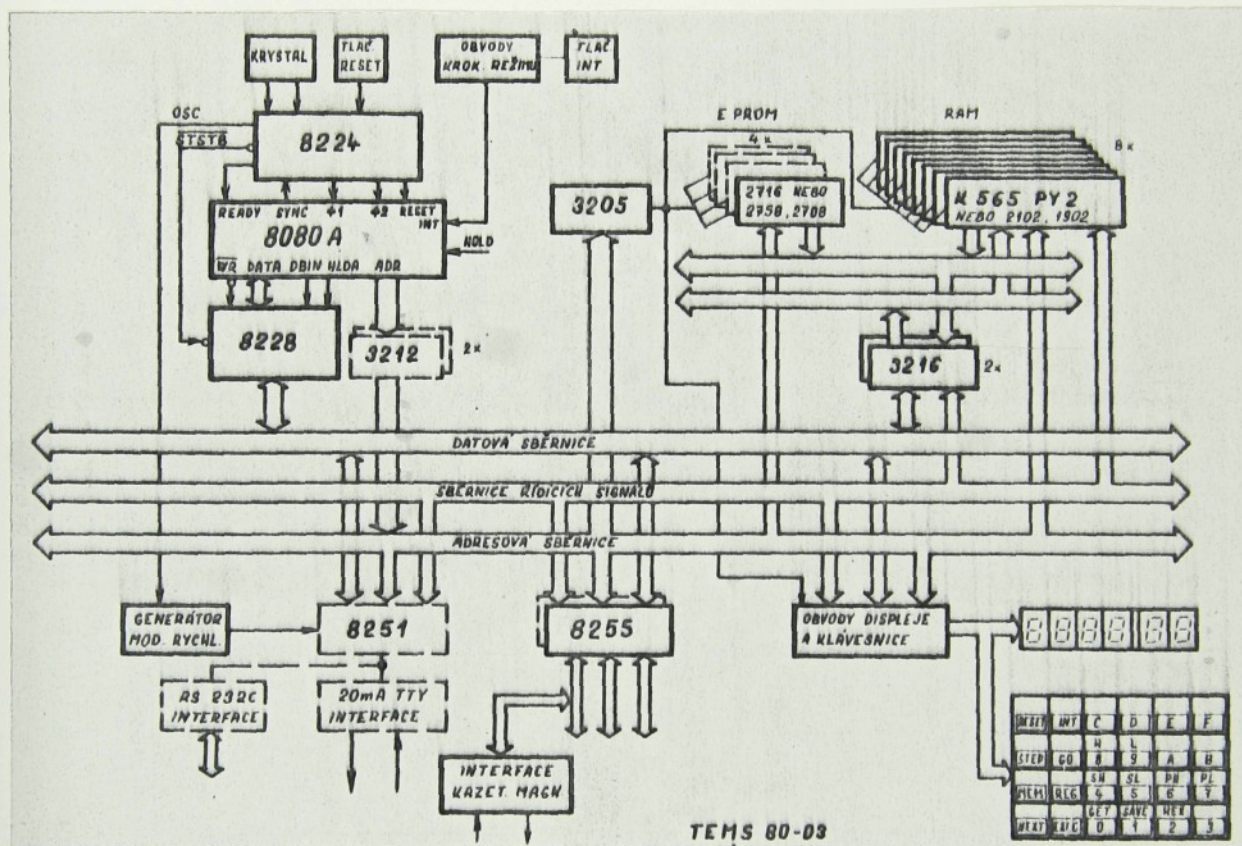 KRYSTAL
TLAČ.
RESET
OBVODY
KROK. REŽIMU
TLAČ
INT
OSC
STSTB
8224
READY SYNC Φ1 Φ2 RESET
INT
8080A
HOLD
WR DATA DBIN HLDA ADR
8228
3212
2x
3205
E PROM
4x
2716 NEBO
2758, 2708
RAM
8x
K 565 PY 2
NEBO 2102, 1902
3216
2x
DATOVÁ SBĚRNICE
SBĚRNICE ŘÍDÍCÍCH SIGNÁLŮ
ADRESOVÁ SBĚRNICE
GENERÁTOR
MOD. RYCHL.
8251
8255
OBVODY DISPLEJE
A KLÁVESNICE
RS 232C
INTERFACE
20mA TTY
INTERFACE
INTERFACE
KAZET. MAGN.
RESET INT C D E F
H L
STEP GO 8 9 A B
SH SL PH PL
MEM REG 4 5 6 7
GET SAVE
NEXT 0 1 2 3
TEMS 80-03